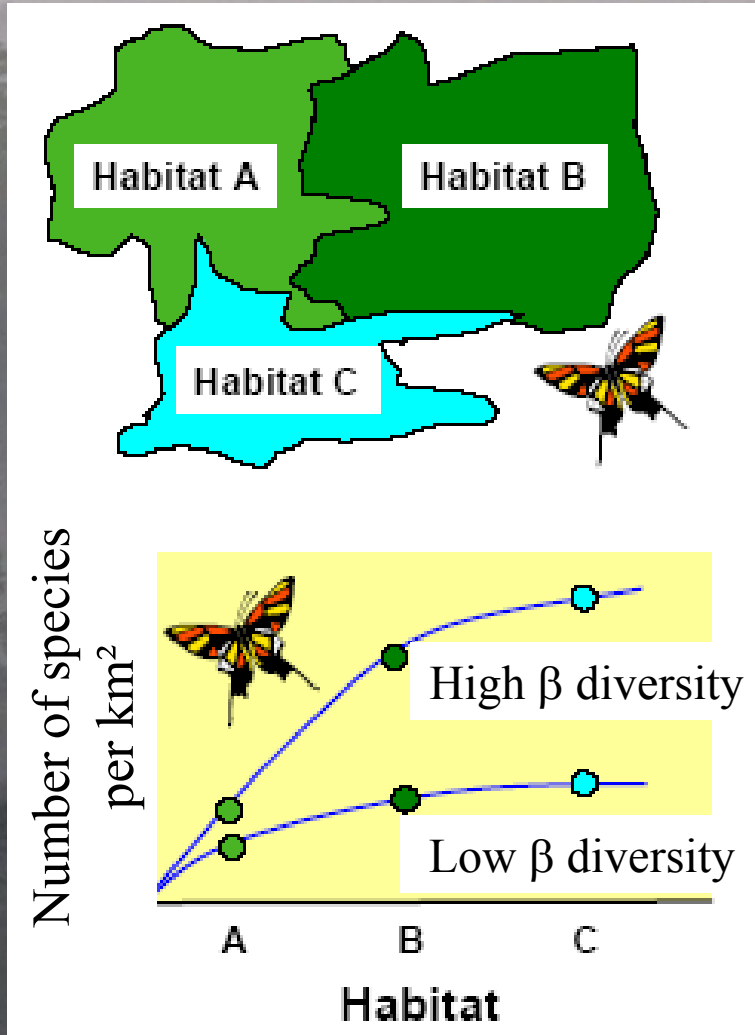 Habitat A
Habitat B
Habitat C
Number of species
per km²
High β diversity
Low β diversity
A
B
C
Habitat